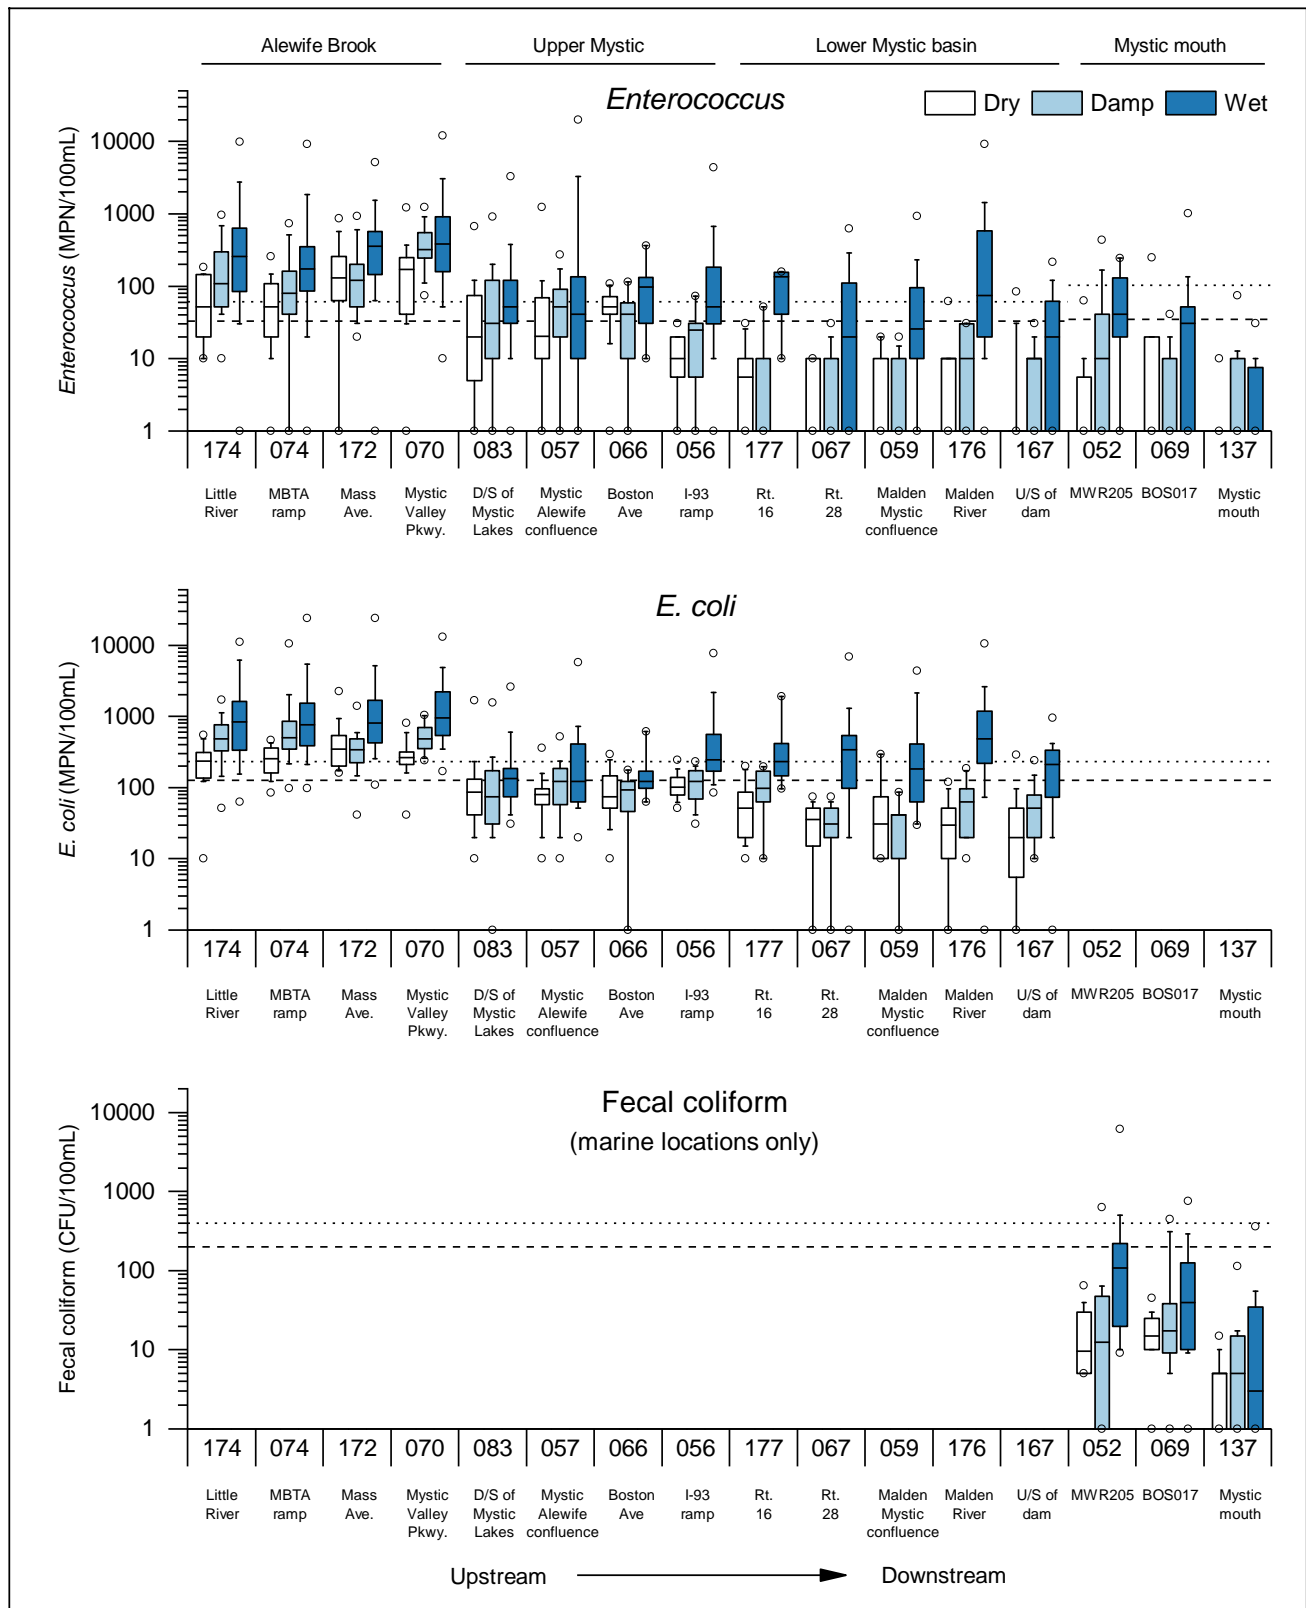 Alewife Brook Upper Mystic Lower Mystic basin Mystic mouth
Enterococcus
Dry Damp Wet
Enterococcus (MPN/100mL)
10000
1000
100
10
1
174 074 172 070 083 057 066 056 177 067 059 176 167 052 069 137
Little MBTA Mass Mystic D/S of Mystic Boston I-93 Rt. Rt. Malden Malden U/S of MWR205 BOS017 Mystic
River ramp Ave. Valley Mystic Alewife Ave ramp 16 28 Mystic River dam mouth
Pkwy. Lakes confluence confluence
E. coli
E. coli (MPN/100mL)
10000
1000
100
10
1
174 074 172 070 083 057 066 056 177 067 059 176 167 052 069 137
Little MBTA Mass Mystic D/S of Mystic Boston I-93 Rt. Rt. Malden Malden U/S of MWR205 BOS017 Mystic
River ramp Ave. Valley Mystic Alewife Ave ramp 16 28 Mystic River dam mouth
Pkwy. Lakes confluence confluence
Fecal coliform
(marine locations only)
Fecal coliform (CFU/100mL)
10000
1000
100
10
1
174 074 172 070 083 057 066 056 177 067 059 176 167 052 069 137
Little MBTA Mass Mystic D/S of Mystic Boston I-93 Rt. Rt. Malden Malden U/S of MWR205 BOS017 Mystic
River ramp Ave. Valley Mystic Alewife Ave ramp 16 28 Mystic River dam mouth
Pkwy. Lakes confluence confluence
Upstream Downstream